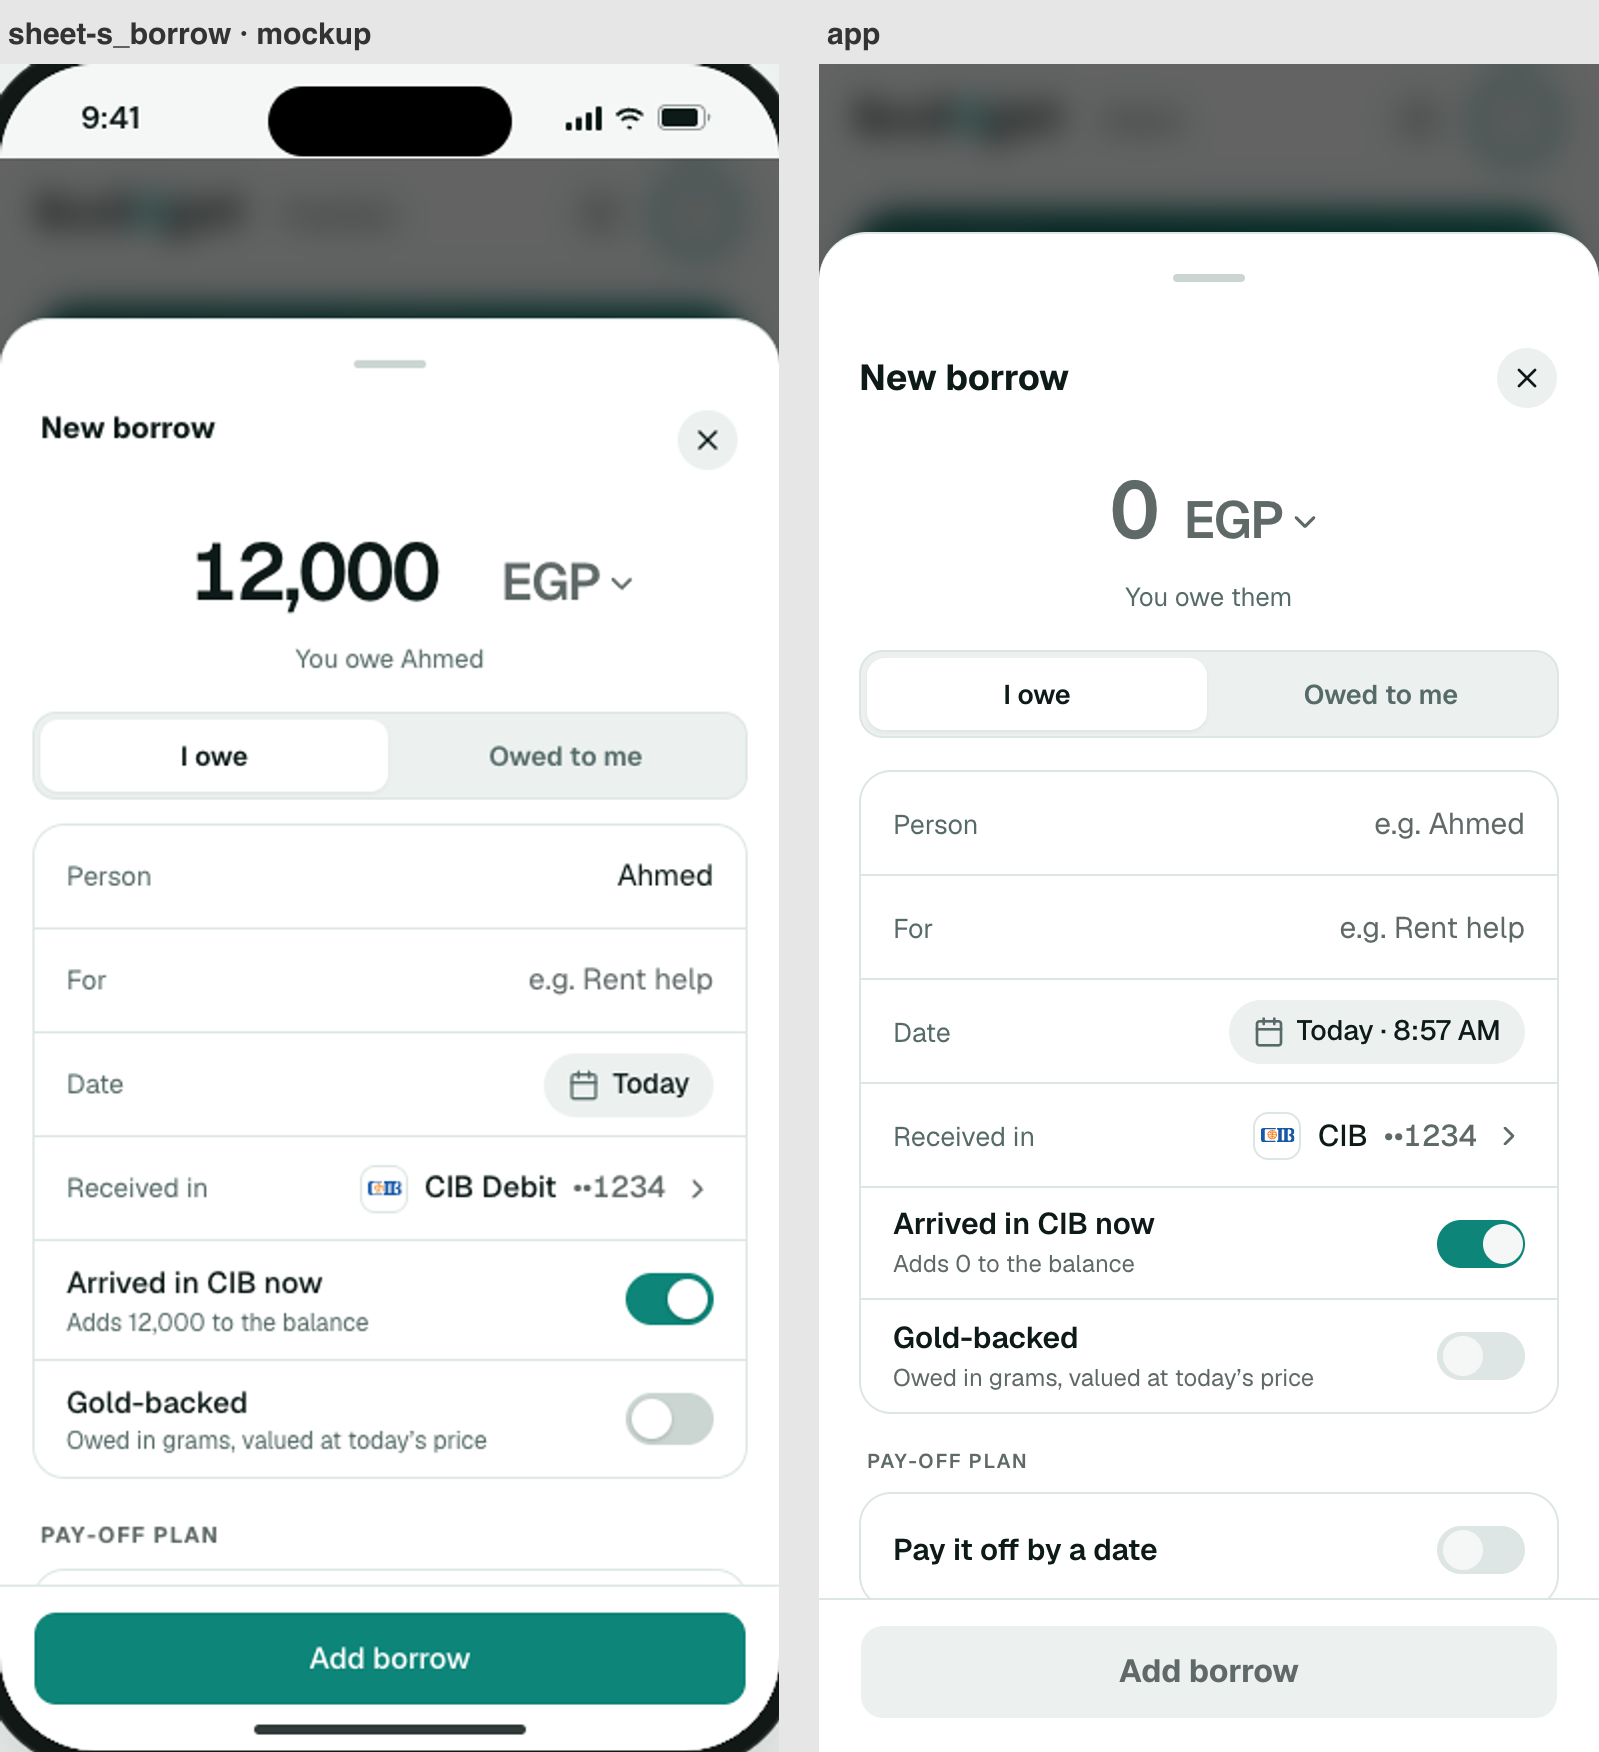 sheet-s_borrow · mockup
9:41
New borrow
12,000 EGP
You owe Ahmed
I owe
Owed to me
Person
Ahmed
For
e.g. Rent help
Date
Today
Received in
CIB
CIB Debit ••1234
Arrived in CIB now
Adds 12,000 to the balance
Gold-backed
Owed in grams, valued at today's price
PAY-OFF PLAN
Add borrow
app
New borrow
0 EGP
You owe them
I owe
Owed to me
Person
e.g. Ahmed
For
e.g. Rent help
Date
Today · 8:57 AM
Received in
CIB
CIB ••1234
Arrived in CIB now
Adds 0 to the balance
Gold-backed
Owed in grams, valued at today's price
PAY-OFF PLAN
Pay it off by a date
Add borrow